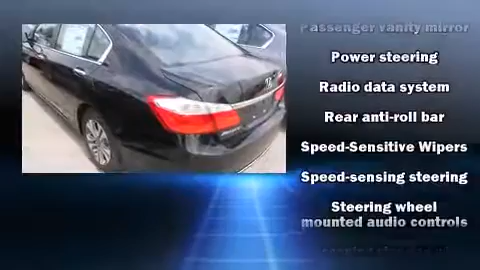 Passenger vanity mirror
Power steering
Radio data system
Rear anti-roll bar
Speed-Sensitive Wipers
Speed-sensing steering
Steering wheel
mounted audio controls